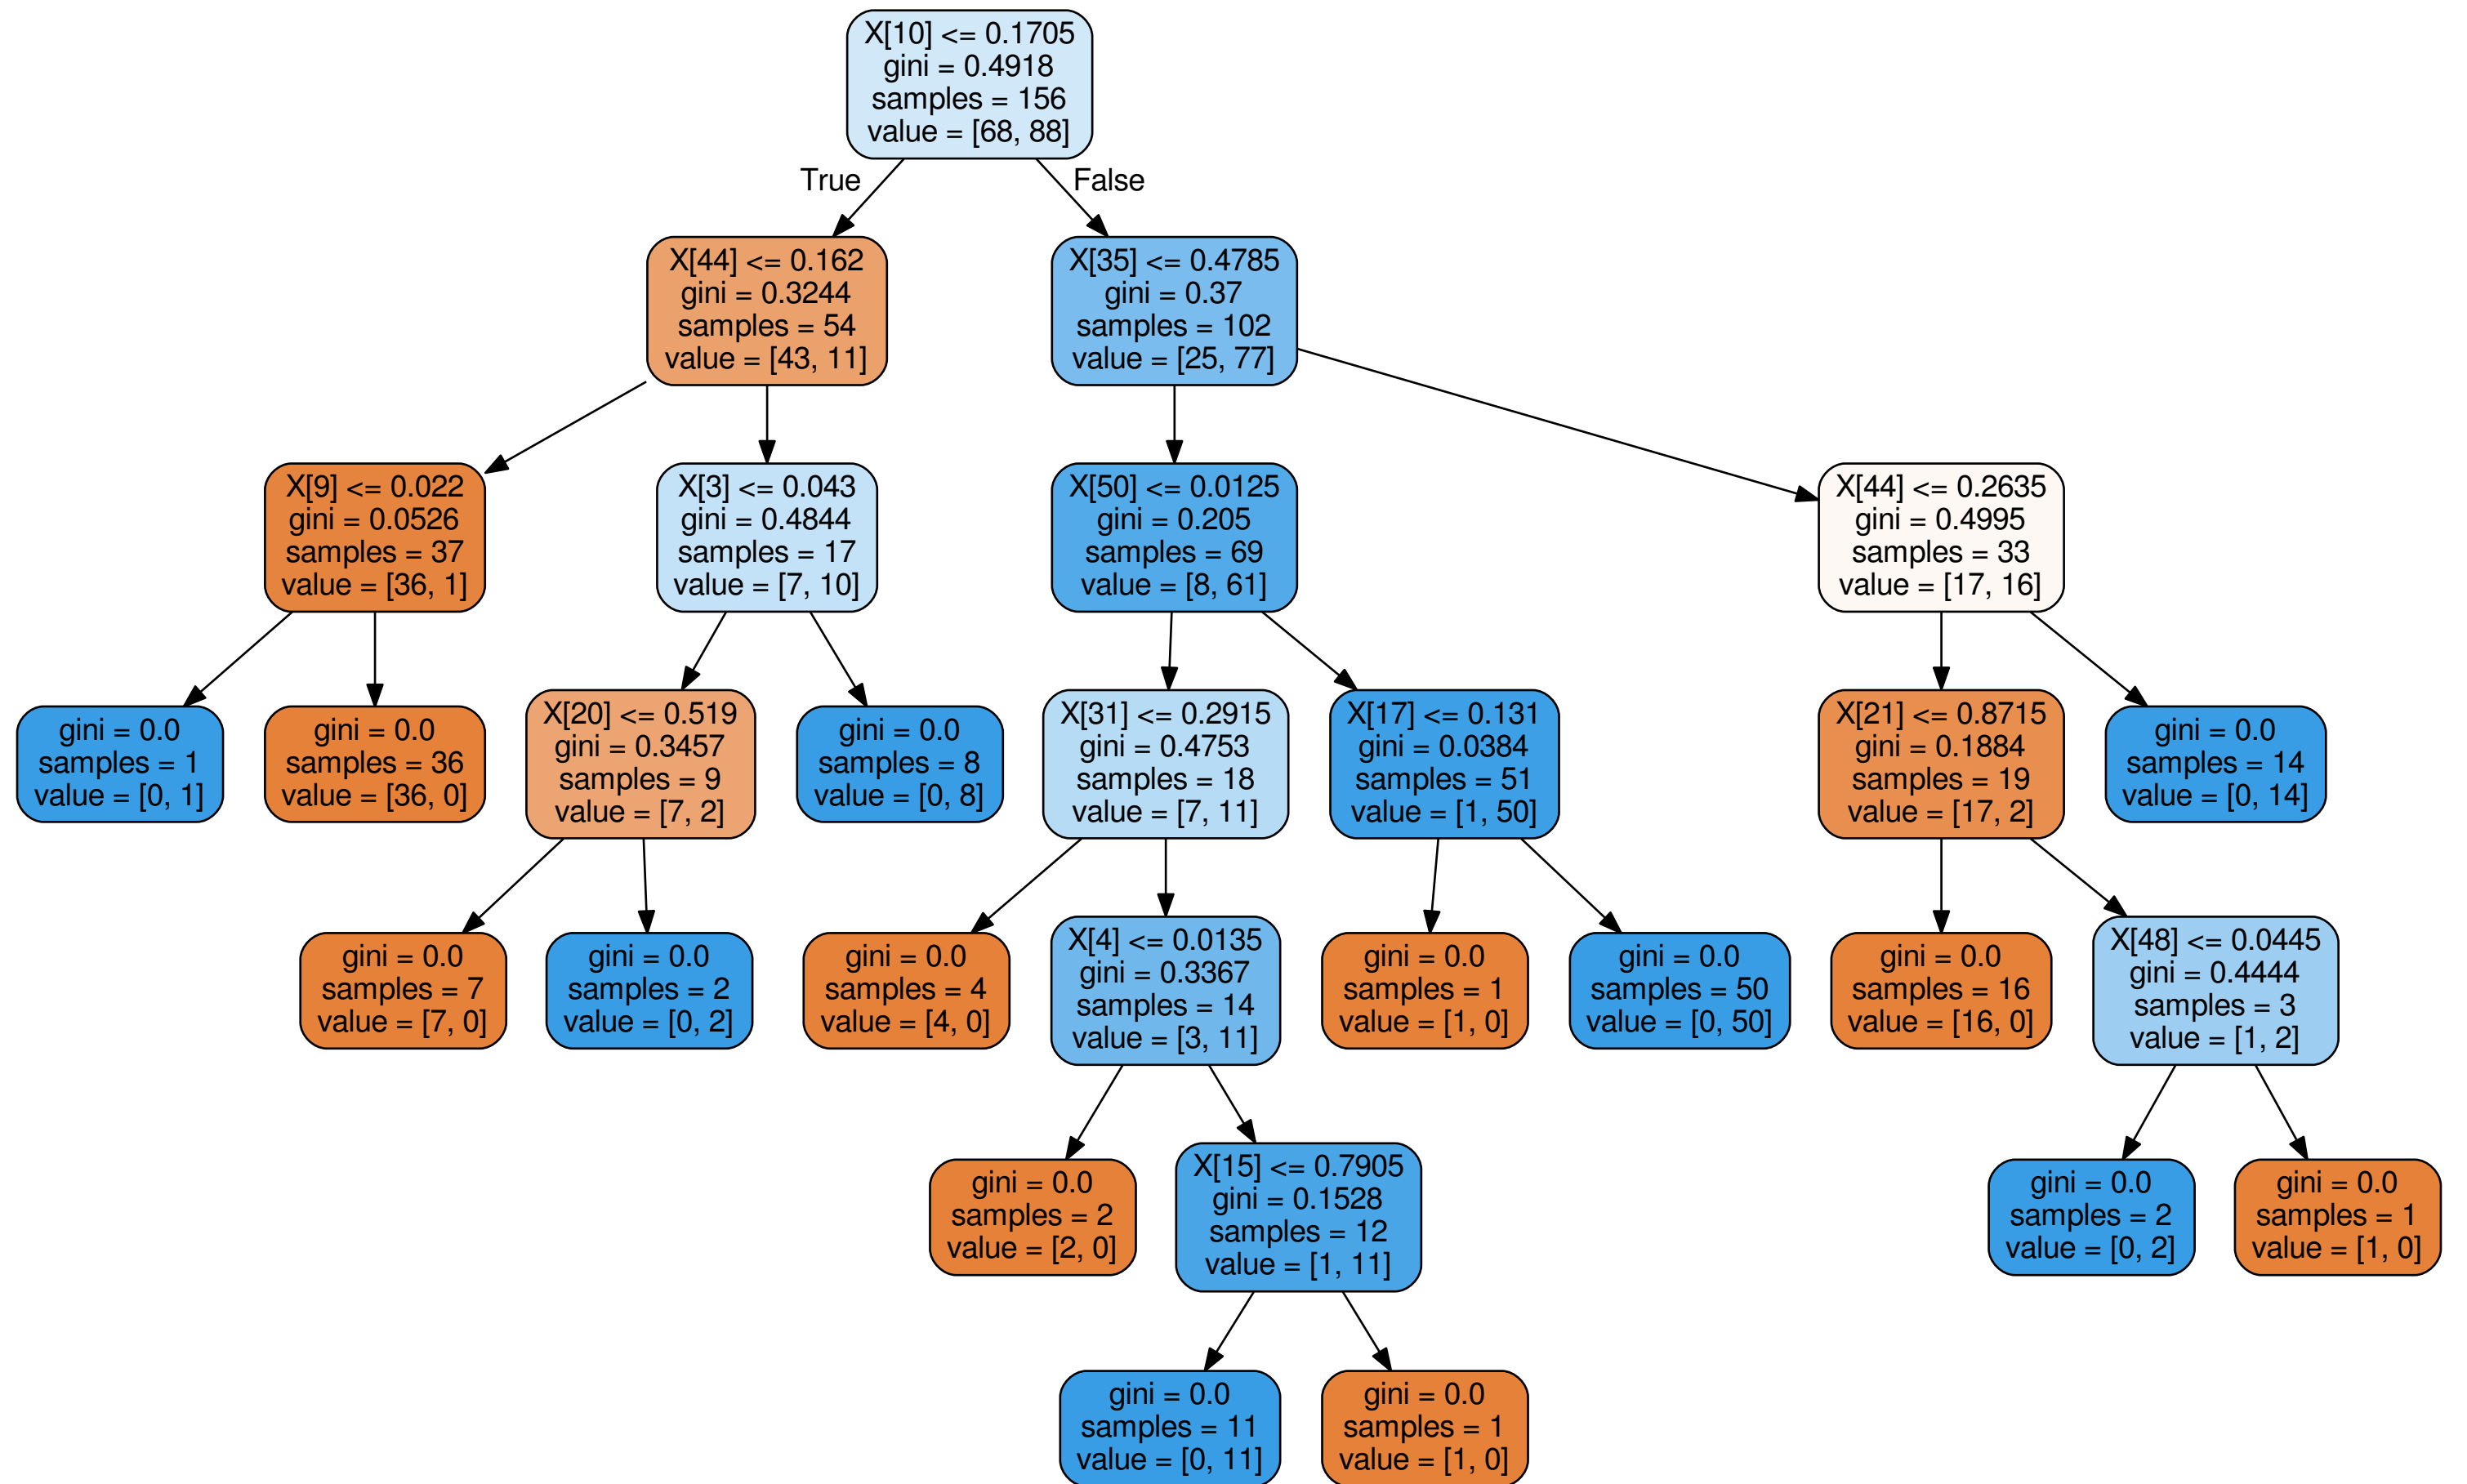 X[10] <= 0.1705
gini = 0.4918
samples = 156
value = [68, 88]
True
False
X[44] <= 0.162
gini = 0.3244
samples = 54
value = [43, 11]
X[35] <= 0.4785
gini = 0.37
samples = 102
value = [25, 77]
X[9] <= 0.022
gini = 0.0526
samples = 37
value = [36, 1]
X[3] <= 0.043
gini = 0.4844
samples = 17
value = [7, 10]
X[50] <= 0.0125
gini = 0.205
samples = 69
value = [8, 61]
X[44] <= 0.2635
gini = 0.4995
samples = 33
value = [17, 16]
gini = 0.0
samples = 1
value = [0, 1]
gini = 0.0
samples = 36
value = [36, 0]
X[20] <= 0.519
gini = 0.3457
samples = 9
value = [7, 2]
gini = 0.0
samples = 8
value = [0, 8]
X[31] <= 0.2915
gini = 0.4753
samples = 18
value = [7, 11]
X[17] <= 0.131
gini = 0.0384
samples = 51
value = [1, 50]
X[21] <= 0.8715
gini = 0.1884
samples = 19
value = [17, 2]
gini = 0.0
samples = 14
value = [0, 14]
gini = 0.0
samples = 7
value = [7, 0]
gini = 0.0
samples = 2
value = [0, 2]
gini = 0.0
samples = 4
value = [4, 0]
X[4] <= 0.0135
gini = 0.3367
samples = 14
value = [3, 11]
gini = 0.0
samples = 1
value = [1, 0]
gini = 0.0
samples = 50
value = [0, 50]
gini = 0.0
samples = 16
value = [16, 0]
X[48] <= 0.0445
gini = 0.4444
samples = 3
value = [1, 2]
gini = 0.0
samples = 2
value = [2, 0]
X[15] <= 0.7905
gini = 0.1528
samples = 12
value = [1, 11]
gini = 0.0
samples = 2
value = [0, 2]
gini = 0.0
samples = 1
value = [1, 0]
gini = 0.0
samples = 11
value = [0, 11]
gini = 0.0
samples = 1
value = [1, 0]